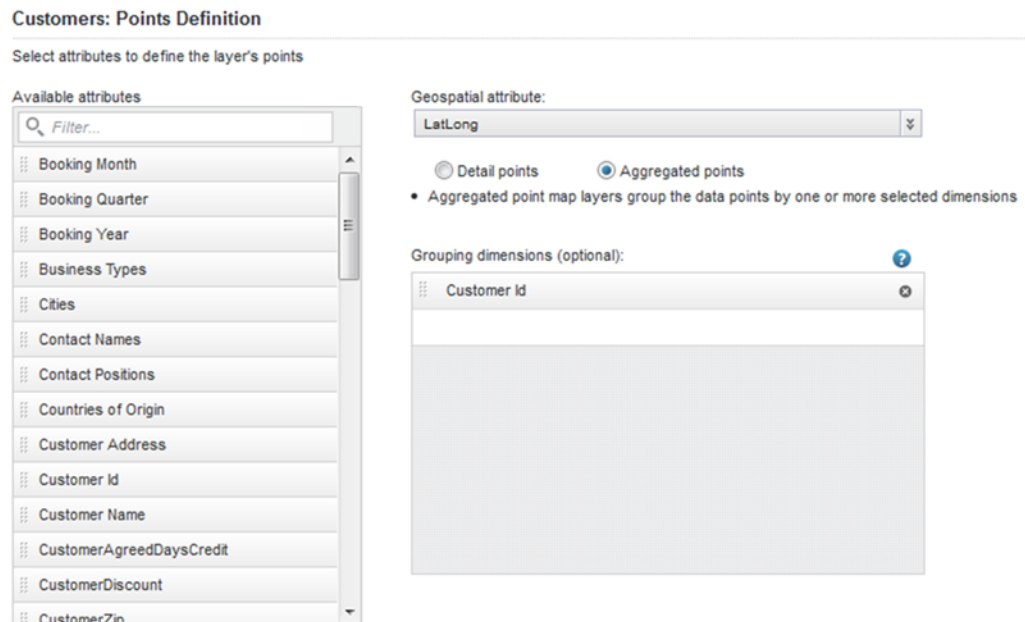 Customers: Points Definition
Select attributes to define the layer's points
Available attributes
Filter...
Booking Month
Booking Quarter
Booking Year
Business Types
Cities
Contact Names
Contact Positions
Countries of Origin
Customer Address
Customer Id
Customer Name
CustomerAgreedDaysCredit
CustomerDiscount
CustomerZip
Geospatial attribute:
LatLong
Detail points
Aggregated points
• Aggregated point map layers group the data points by one or more selected dimensions
Grouping dimensions (optional):
?
Customer Id